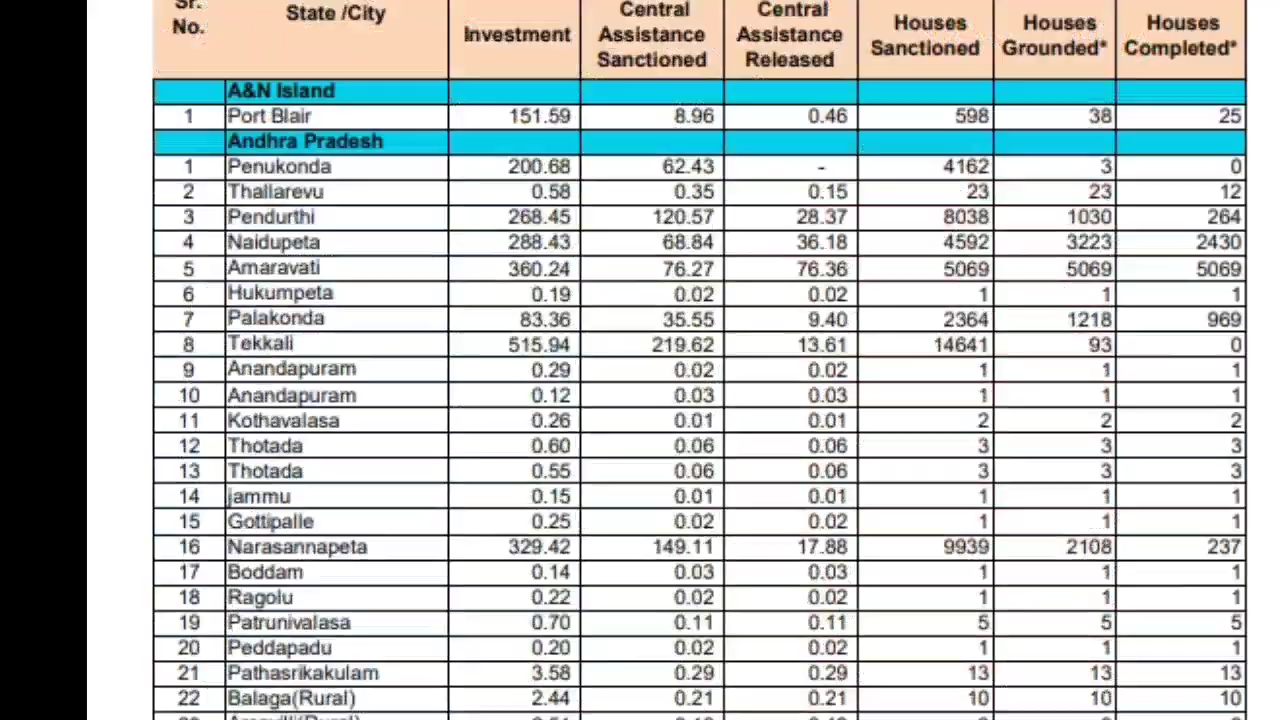 Sr. No. State /City Investment Central Assistance Sanctioned Central Assistance Released Houses Sanctioned Houses Grounded* Houses Completed*
A&N Island
1 Port Blair 151.59 8.96 0.46 598 38 25
Andhra Pradesh
1 Penukonda 200.68 62.43 - 4162 3 0
2 Thallarevu 0.58 0.35 0.15 23 23 12
3 Pendurthi 268.45 120.57 28.37 8038 1030 264
4 Naidupeta 288.43 68.84 36.18 4592 3223 2430
5 Amaravati 360.24 76.27 76.36 5069 5069 5069
6 Hukumpeta 0.19 0.02 0.02 1 1 1
7 Palakonda 83.36 35.55 9.40 2364 1218 969
8 Tekkali 515.94 219.62 13.61 14641 93 0
9 Anandapuram 0.29 0.02 0.02 1 1 1
10 Anandapuram 0.12 0.03 0.03 1 1 1
11 Kothavalasa 0.26 0.01 0.01 2 2 2
12 Thotada 0.60 0.06 0.06 3 3 3
13 Thotada 0.55 0.06 0.06 3 3 3
14 jammu 0.15 0.01 0.01 1 1 1
15 Gottipalle 0.25 0.02 0.02 1 1 1
16 Narasannapeta 329.42 149.11 17.88 9939 2108 237
17 Boddam 0.14 0.03 0.03 1 1 1
18 Ragolu 0.22 0.02 0.02 1 1 1
19 Patrunivalasa 0.70 0.11 0.11 5 5 5
20 Peddapadu 0.20 0.02 0.02 1 1 1
21 Pathasrikakulam 3.58 0.29 0.29 13 13 13
22 Balaga(Rural) 2.44 0.21 0.21 10 10 10